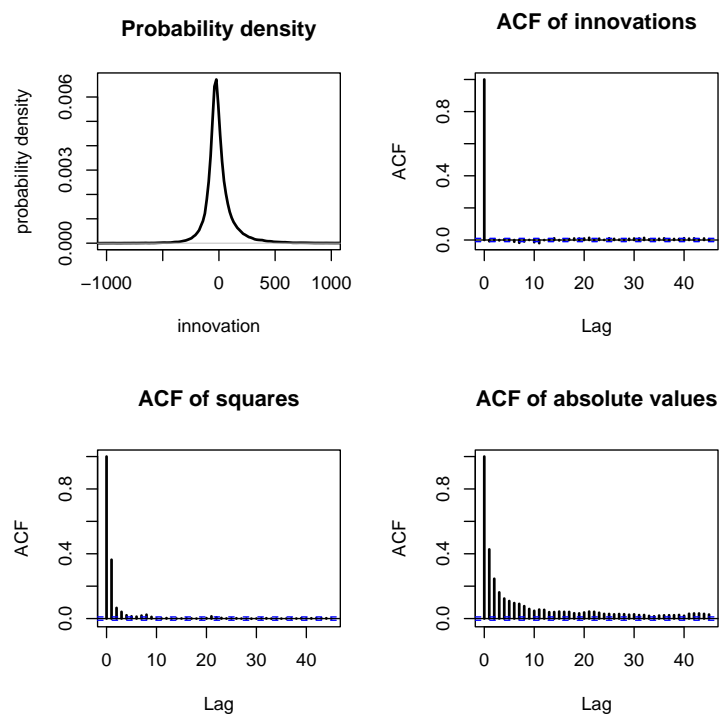 Probability density
probability density
0.000 0.003 0.006
−1000 0 500 1000
innovation
ACF of innovations
ACF
0.0 0.4 0.8
0 10 20 30 40
Lag
ACF of squares
ACF
0.0 0.4 0.8
0 10 20 30 40
Lag
ACF of absolute values
ACF
0.0 0.4 0.8
0 10 20 30 40
Lag